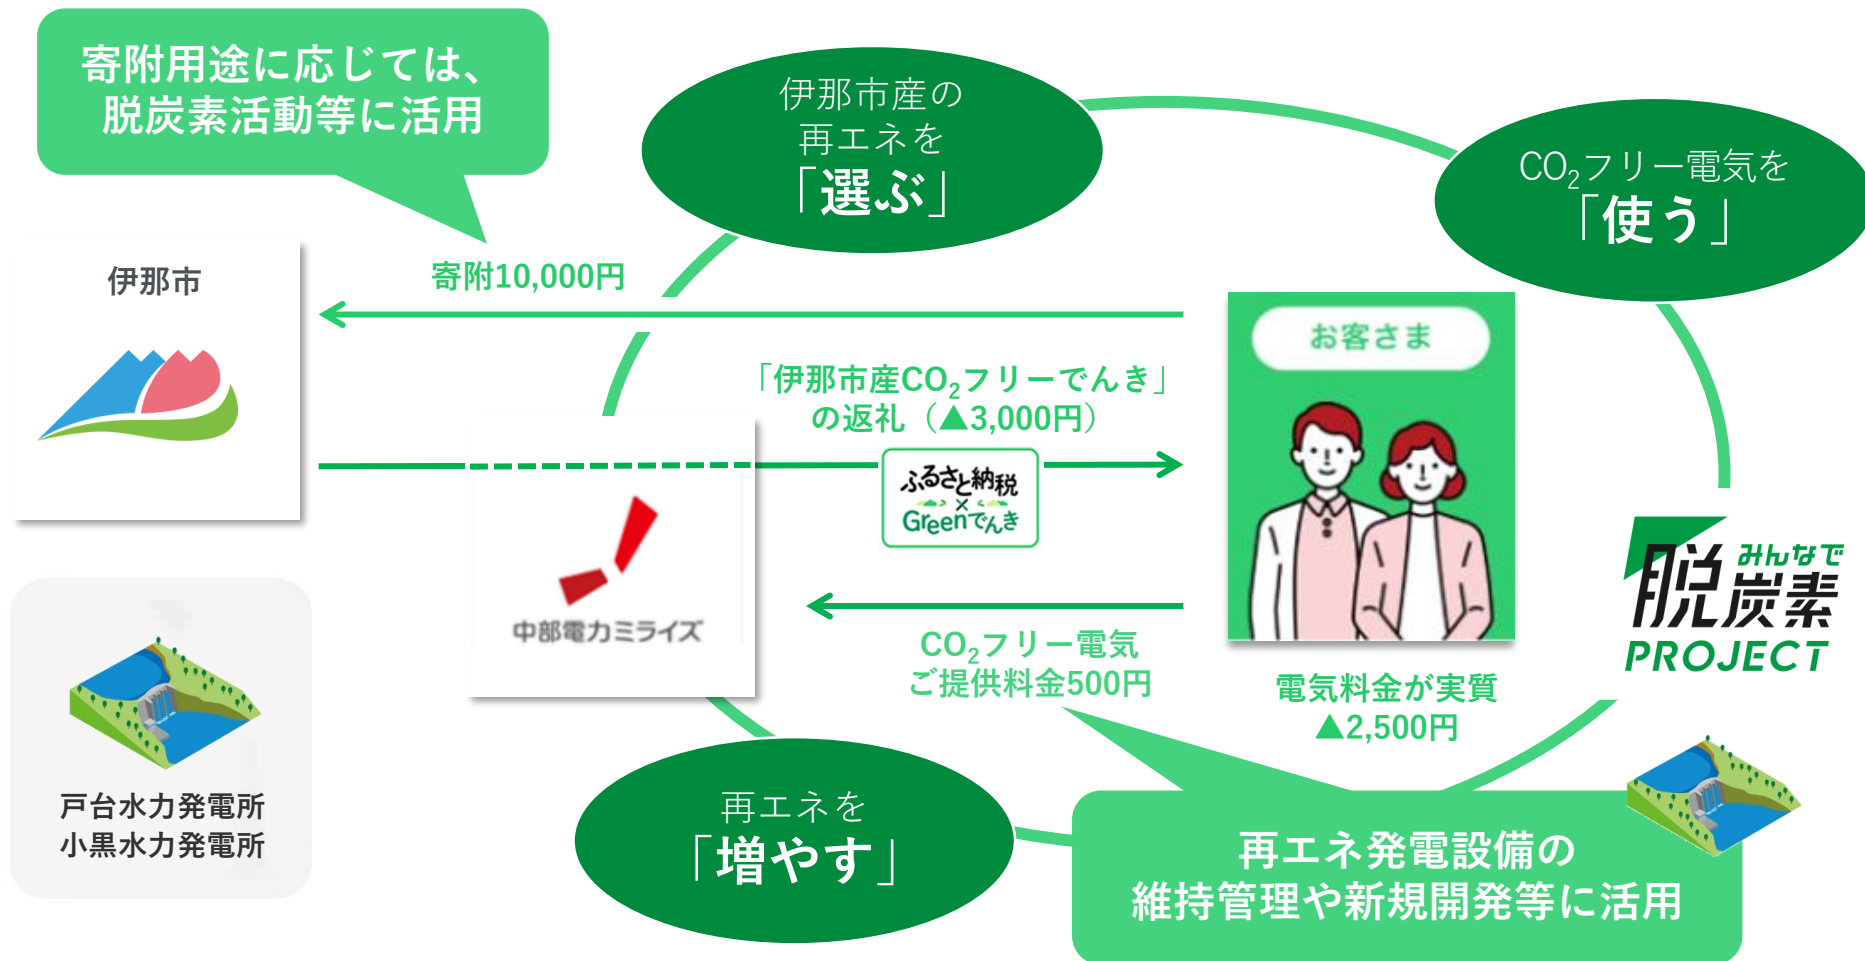 寄附用途に応じては、
脱炭素活動等に活用
伊那市産の
再エネを
「選ぶ」
CO₂フリー電気を
「使う」
伊那市
寄附10,000円
お客さま
「伊那市産CO₂フリーでんき」
の返礼（▲3,000円）
ふるさと納税
×
Greenでんき
中部電力ミライズ
CO₂フリー電気
ご提供料金500円
電気料金が実質
▲2,500円
みんなで
脱炭素
PROJECT
戸台水力発電所
小黒水力発電所
再エネを
「増やす」
再エネ発電設備の
維持管理や新規開発等に活用